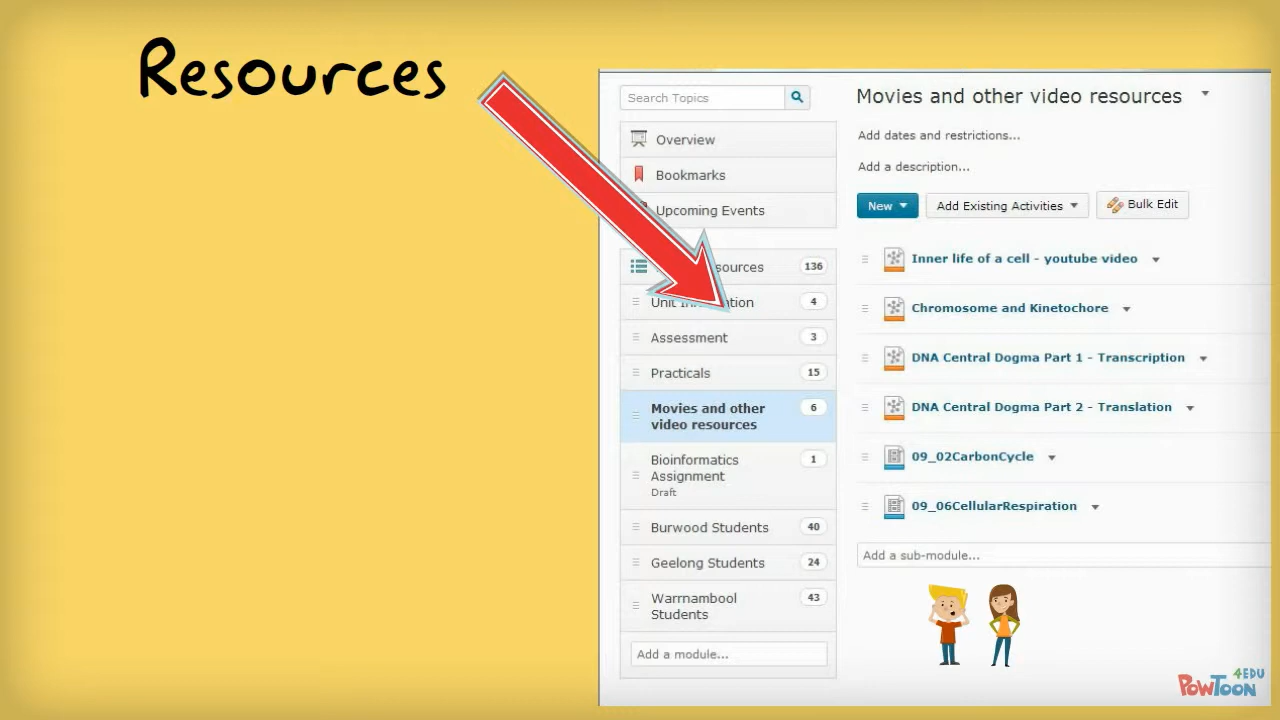 Resources
Search Topics
Overview
Bookmarks
Upcoming Events
136
Unit
4
Assessment
3
Practicals
15
Movies and other
video resources
6
Bioinformatics
Assignment
Draft
1
Burwood Students
40
Geelong Students
24
Warrnambool
Students
43
Add a module...
Movies and other video resources
Add dates and restrictions...
Add a description...
New
Add Existing Activities
Bulk Edit
Inner life of a cell - youtube video
Chromosome and Kinetochore
DNA Central Dogma Part 1 - Transcription
DNA Central Dogma Part 2 - Translation
09_02CarbonCycle
09_06CellularRespiration
Add a sub-module...
4EDU
PowToon